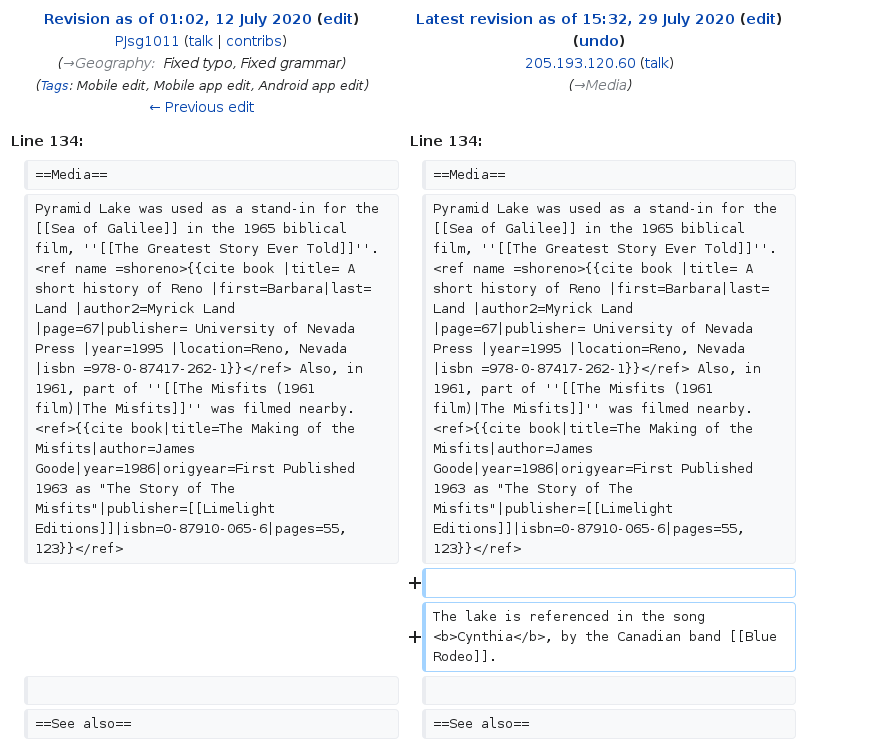 Revision as of 01:02, 12 July 2020 (edit)
PJsg1011 (talk | contribs)
(→Geography:  Fixed typo, Fixed grammar)
(Tags: Mobile edit, Mobile app edit, Android app edit)
← Previous edit
Latest revision as of 15:32, 29 July 2020 (edit)
(undo)
205.193.120.60 (talk)
(→Media)
Line 134:
Line 134:
==Media==
==Media==
Pyramid Lake was used as a stand-in for the
[[Sea of Galilee]] in the 1965 biblical
film, ''[[The Greatest Story Ever Told]]''.
<ref name =shoreno>{{cite book |title= A
short history of Reno |first=Barbara|last=
Land |author2=Myrick Land
|page=67|publisher= University of Nevada
Press |year=1995 |location=Reno, Nevada
|isbn =978-0-87417-262-1}}</ref> Also, in
1961, part of ''[[The Misfits (1961
film)|The Misfits]]'' was filmed nearby.
<ref>{{cite book|title=The Making of the
Misfits|author=James
Goode|year=1986|origyear=First Published
1963 as "The Story of The
Misfits"|publisher=[[Limelight
Editions]]|isbn=0-87910-065-6|pages=55,
123}}</ref>
Pyramid Lake was used as a stand-in for the
[[Sea of Galilee]] in the 1965 biblical
film, ''[[The Greatest Story Ever Told]]''.
<ref name =shoreno>{{cite book |title= A
short history of Reno |first=Barbara|last=
Land |author2=Myrick Land
|page=67|publisher= University of Nevada
Press |year=1995 |location=Reno, Nevada
|isbn =978-0-87417-262-1}}</ref> Also, in
1961, part of ''[[The Misfits (1961
film)|The Misfits]]'' was filmed nearby.
<ref>{{cite book|title=The Making of the
Misfits|author=James
Goode|year=1986|origyear=First Published
1963 as "The Story of The
Misfits"|publisher=[[Limelight
Editions]]|isbn=0-87910-065-6|pages=55,
123}}</ref>
+
+
The lake is referenced in the song
<b>Cynthia</b>, by the Canadian band [[Blue
Rodeo]].
==See also==
==See also==